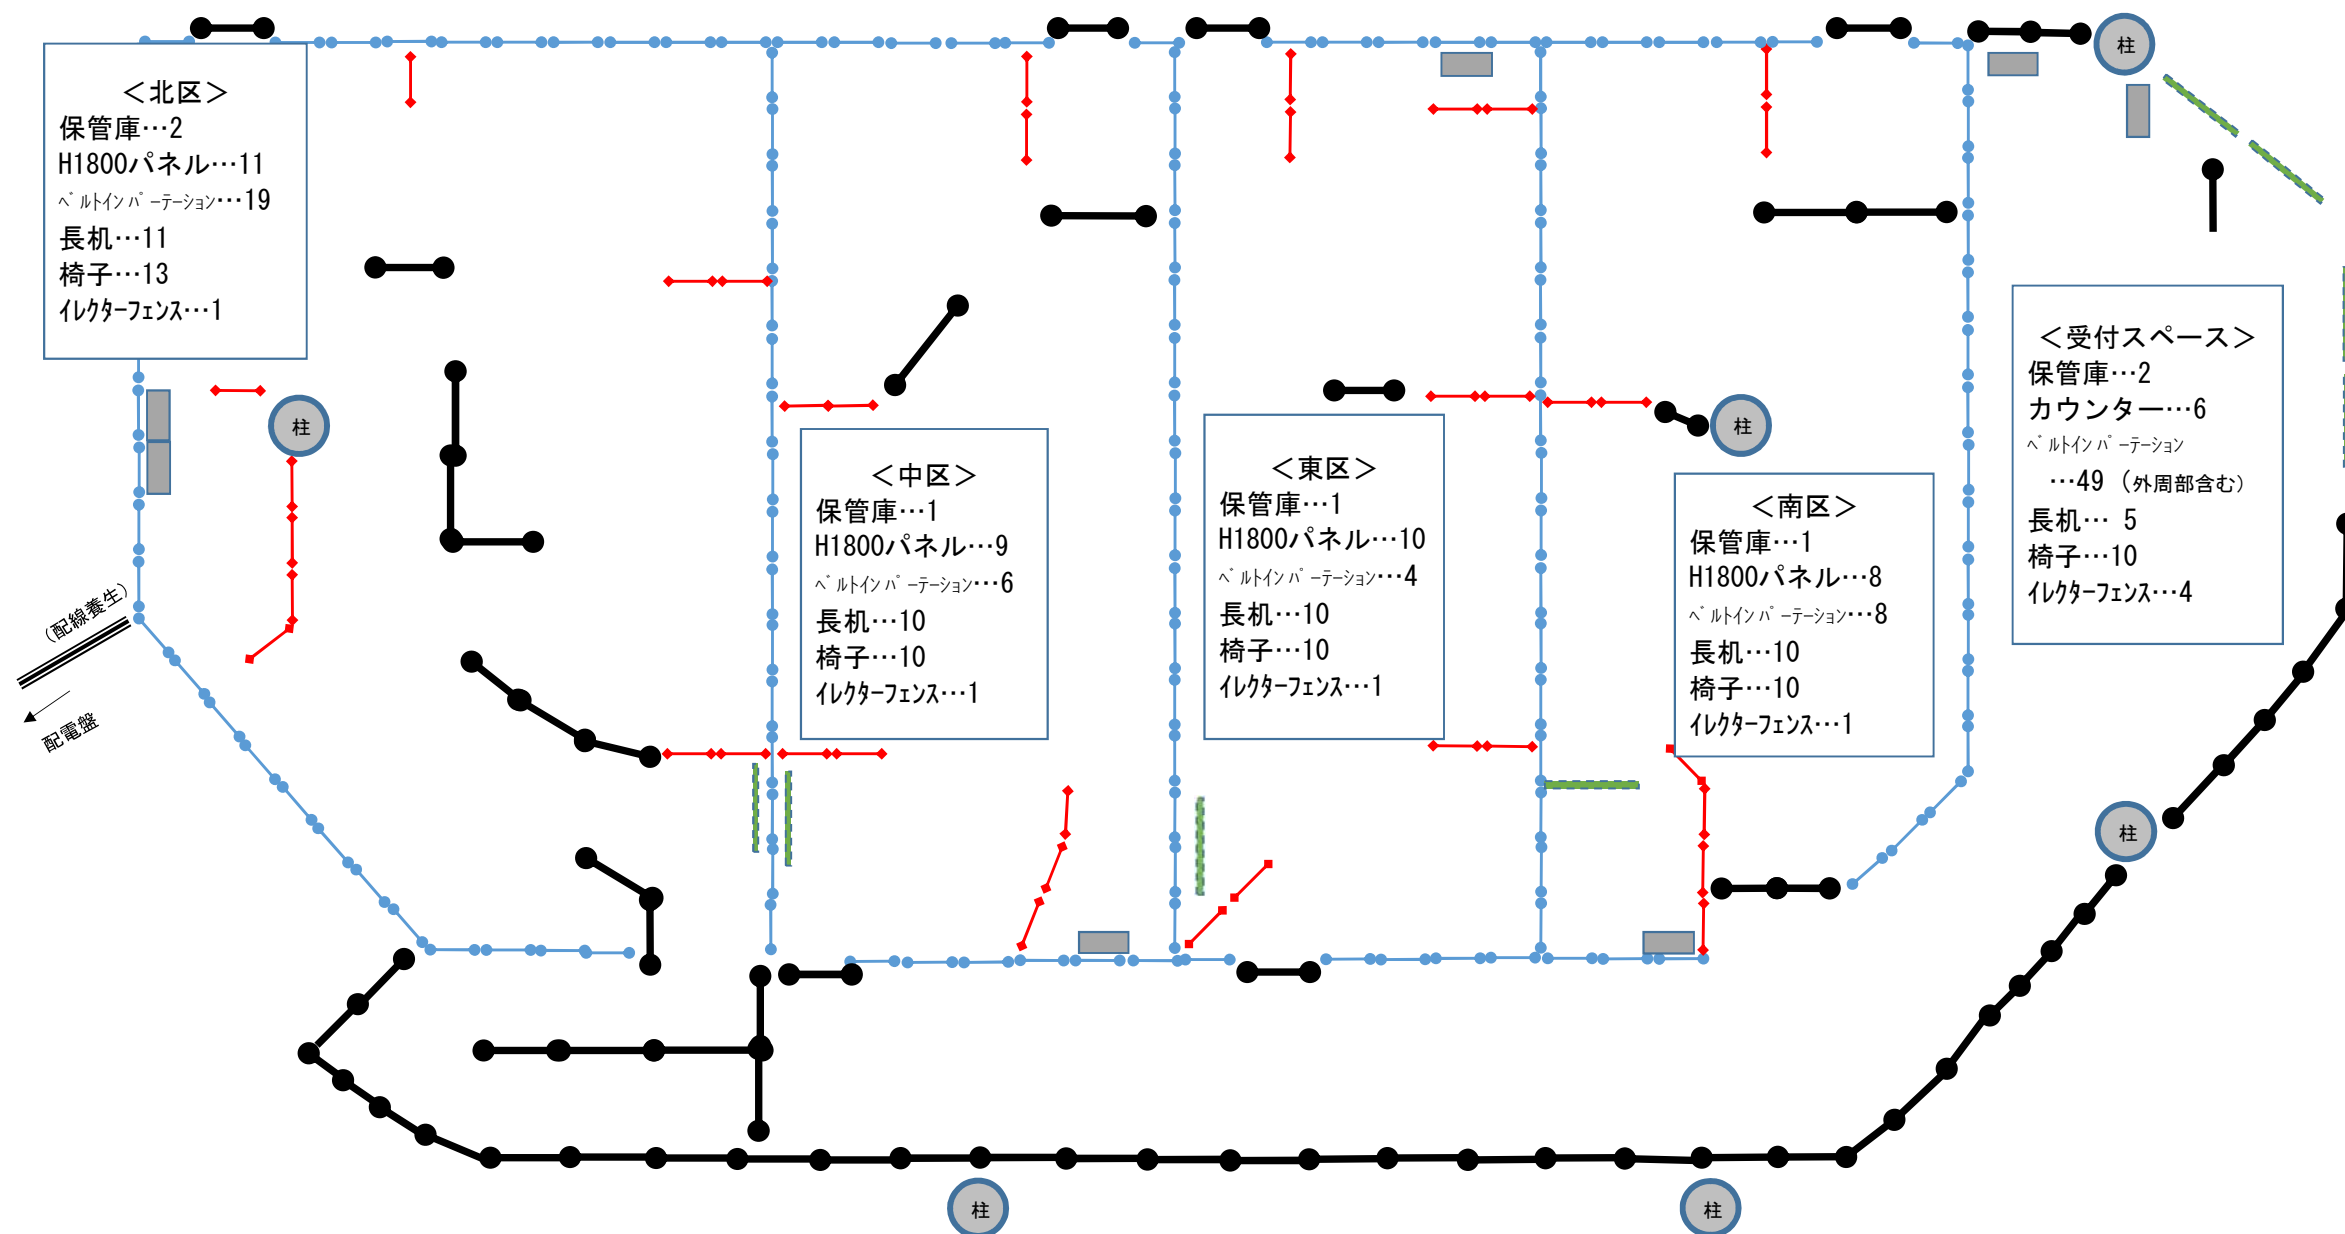 柱
＜北区＞
保管庫…2
H1800パネル…11
ﾍﾞﾙﾄｲﾝﾊﾟｰﾃｰｼｮﾝ…19
長机…11
椅子…13
ｲﾚｸﾀｰﾌｪﾝｽ…1
柱
（配線養生）
配電盤
＜中区＞
保管庫…1
H1800パネル…9
ﾍﾞﾙﾄｲﾝﾊﾟｰﾃｰｼｮﾝ…6
長机…10
椅子…10
ｲﾚｸﾀｰﾌｪﾝｽ…1
＜東区＞
保管庫…1
H1800パネル…10
ﾍﾞﾙﾄｲﾝﾊﾟｰﾃｰｼｮﾝ…4
長机…10
椅子…10
ｲﾚｸﾀｰﾌｪﾝｽ…1
柱
＜南区＞
保管庫…1
H1800パネル…8
ﾍﾞﾙﾄｲﾝﾊﾟｰﾃｰｼｮﾝ…8
長机…10
椅子…10
ｲﾚｸﾀｰﾌｪﾝｽ…1
＜受付スペース＞
保管庫…2
カウンター…6
ﾍﾞﾙﾄｲﾝﾊﾟｰﾃｰｼｮﾝ
…49（外周部含む）
長机… 5
椅子…10
ｲﾚｸﾀｰﾌｪﾝｽ…4
柱
柱
柱